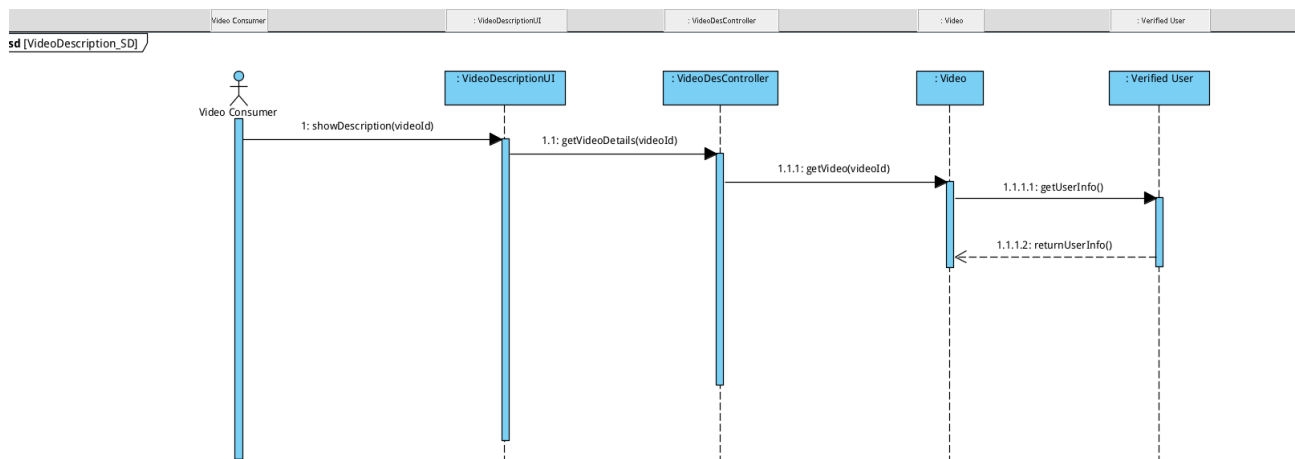 Video Consumer
: VideoDescriptionUI
: VideoDesController
: Video
: Verified User
sd [VideoDescription_SD]
: VideoDescriptionUI
: VideoDesController
: Video
: Verified User
Video Consumer
1: showDescription(videoId)
1.1: getVideoDetails(videoId)
1.1.1: getVideo(videoId)
1.1.1.1: getUserInfo()
1.1.1.2: returnUserInfo()